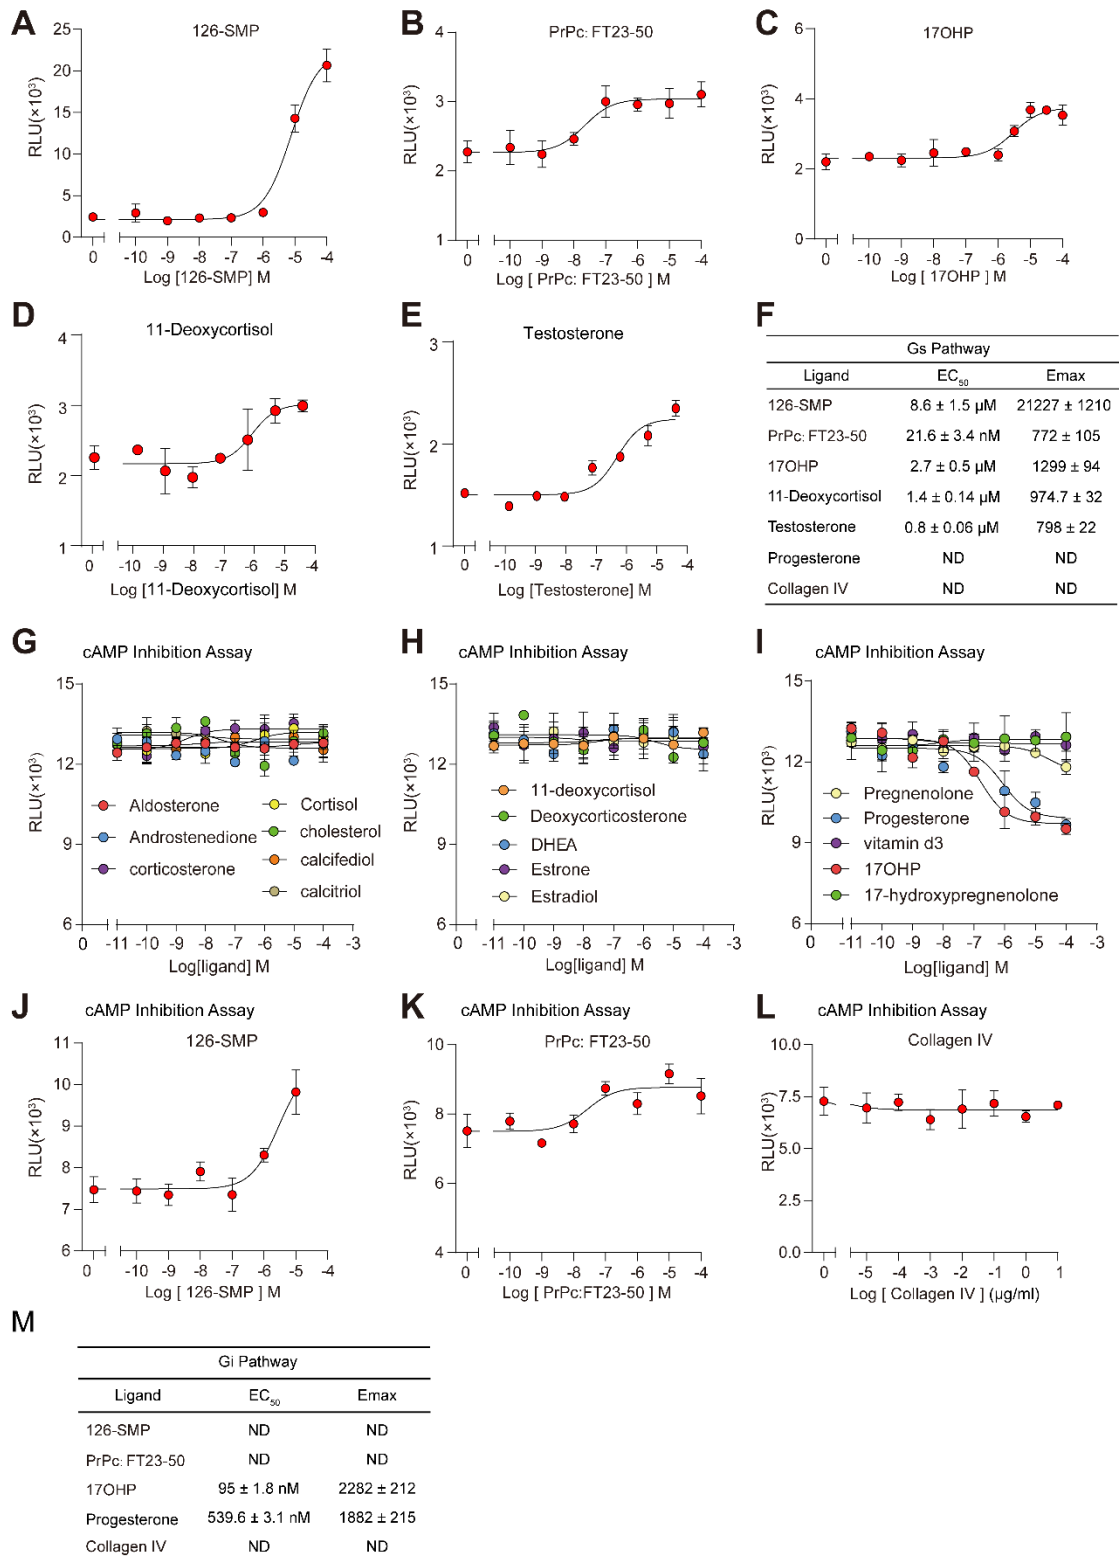 A
126-SMP
25
20
15
10
5
0
RLU(×10³)
0 -10 -9 -8 -7 -6 -5 -4
Log [126-SMP] M
B
PrPc: FT23-50
4
3
2
1
RLU(×10³)
0 -10 -9 -8 -7 -6 -5 -4
Log [ PrPc: FT23-50 ] M
C
17OHP
6
4
2
0
RLU(×10³)
0 -10 -9 -8 -7 -6 -5 -4
Log [ 17OHP ] M
D
11-Deoxycortisol
4
3
2
1
RLU(×10³)
0 -10 -9 -8 -7 -6 -5 -4
Log [11-Deoxycortisol] M
E
Testosterone
3
2
1
RLU(×10³)
0 -10 -9 -8 -7 -6 -5 -4
Log [Testosterone] M
F
Gs Pathway
Ligand EC50 Emax
126-SMP 8.6 ± 1.5 µM 21227 ± 1210
PrPc: FT23-50 21.6 ± 3.4 nM 772 ± 105
17OHP 2.7 ± 0.5 µM 1299 ± 94
11-Deoxycortisol 1.4 ± 0.14 µM 974.7 ± 32
Testosterone 0.8 ± 0.06 µM 798 ± 22
Progesterone ND ND
Collagen IV ND ND
G
cAMP Inhibition Assay
15
12
9
6
RLU(×10³)
Aldosterone
Androstenedione
corticosterone
Cortisol
cholesterol
calcifediol
calcitriol
0 -11 -10 -9 -8 -7 -6 -5 -4 -3
Log[ligand] M
H
cAMP Inhibition Assay
15
12
9
6
RLU(×10³)
11-deoxycortisol
Deoxycorticosterone
DHEA
Estrone
Estradiol
0 -11 -10 -9 -8 -7 -6 -5 -4 -3
Log[ligand] M
I
cAMP Inhibition Assay
15
12
9
6
RLU(×10³)
Pregnenolone
Progesterone
vitamin d3
17OHP
17-hydroxypregnenolone
0 -11 -10 -9 -8 -7 -6 -5 -4 -3
Log[ligand] M
J
cAMP Inhibition Assay
126-SMP
11
10
9
8
7
6
RLU(×10³)
0 -10 -9 -8 -7 -6 -5 -4
Log [ 126-SMP ] M
K
cAMP Inhibition Assay
PrPc: FT23-50
10
8
6
4
RLU(×10³)
0 -10 -9 -8 -7 -6 -5 -4
Log [ PrPc:FT23-50 ] M
L
cAMP Inhibition Assay
Collagen IV
10.0
7.5
5.0
2.5
0.0
RLU(×10³)
0 -5 -4 -3 -2 -1 0 1
Log [ Collagen IV ] (µg/ml)
M
Gi Pathway
Ligand EC50 Emax
126-SMP ND ND
PrPc: FT23-50 ND ND
17OHP 95 ± 1.8 nM 2282 ± 212
Progesterone 539.6 ± 3.1 nM 1882 ± 215
Collagen IV ND ND